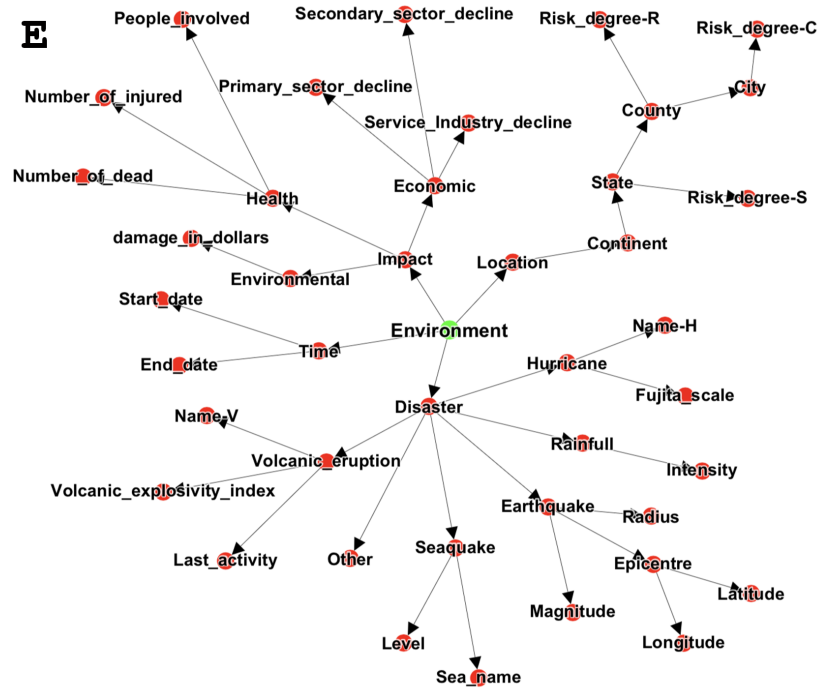 E
People_involved
Secondary_sector_decline
Risk_degree-R
Risk_degree-C
Number_of_injured
Primary_sector_decline
City
Service_Industry_decline
County
Number_of_dead
Health
Economic
State
Risk_degree-S
damage_in_dollars
Impact
Location
Continent
Environmental
Start_date
Environment
Name-H
Time
End_date
Hurricane
Fujita_scale
Name-V
Disaster
Rainfull
Volcanic_eruption
Intensity
Volcanic_explosivity_index
Earthquake
Radius
Last_activity
Other
Seaquake
Epicentre
Latitude
Magnitude
Level
Longitude
Sea_name